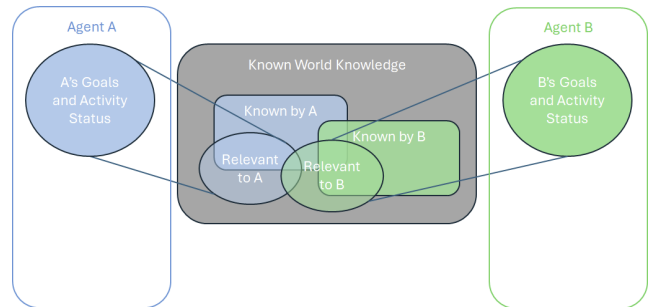 Agent A
A's Goals
and Activity
Status
Known World Knowledge
Known by A
Known by B
Relevant
to A
Relevant
to B
Agent B
B's Goals
and Activity
Status